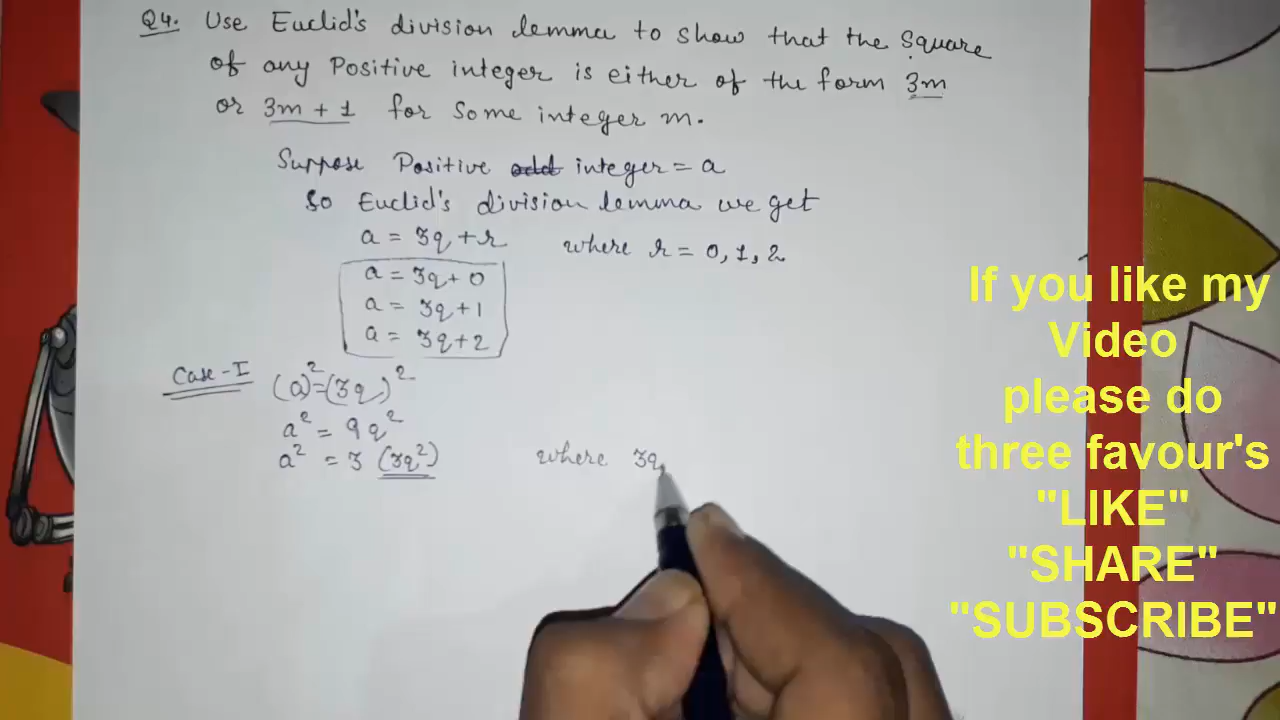 Q4. Use Euclid's division lemma to show that the square
of any Positive integer is either of the form 3m
or 3m + 1 for some integer m.
Suppose Positive odd integer = a
So Euclid's division lemma we get
a = 3q + r where r = 0, 1, 2
a = 3q + 0
a = 3q + 1
a = 3q + 2
Case - I
(a)² = (3q)²
a² = 9q²
a² = 3 (3q²) where 3q
If you like my
Video
please do
three favour's
"LIKE"
"SHARE"
"SUBSCRIBE"